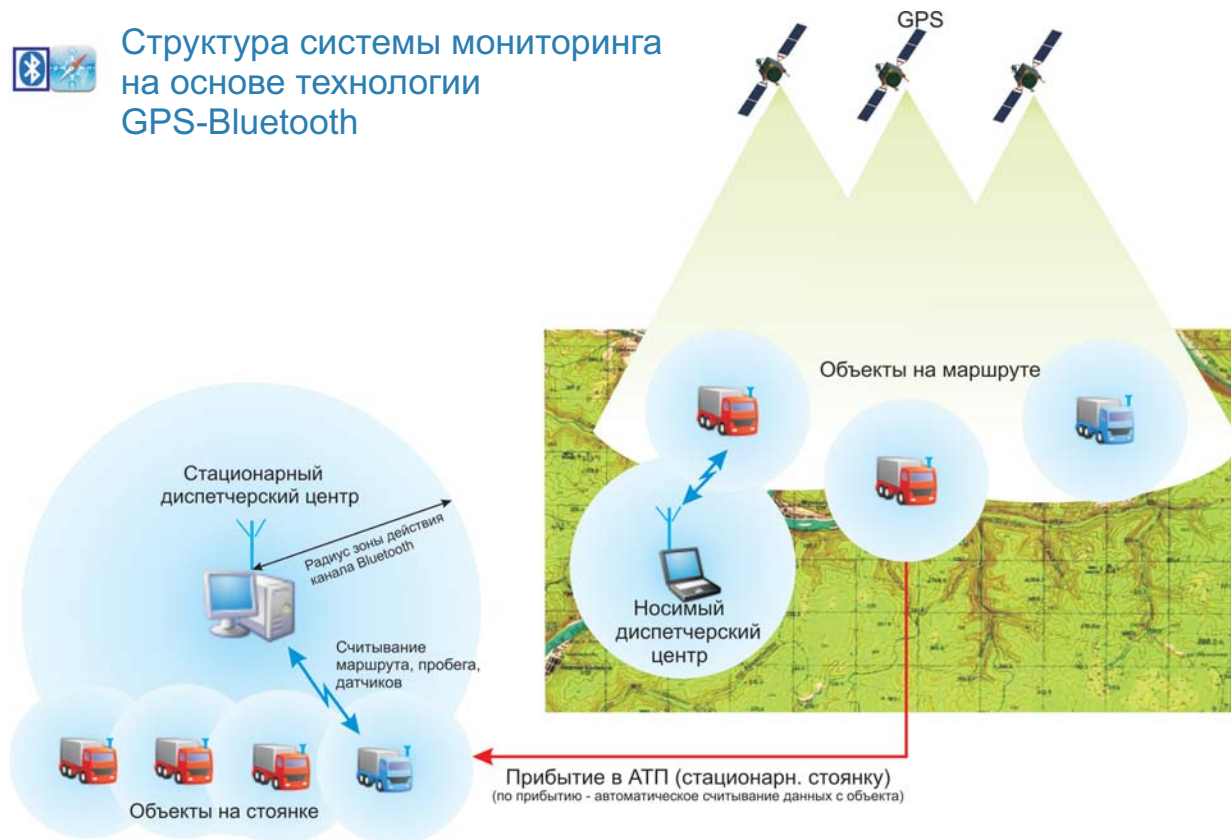 Структура системы мониторинга
на основе технологии
GPS-Bluetooth
GPS
Объекты на маршруте
Стационарный
диспетчерский центр
Радиус зоны действия
канала Bluetooth
Носимый
диспетчерский
центр
Считывание
маршрута, пробега,
датчиков
Объекты на стоянке
Прибытие в АТП (стационарн. стоянку)
(по прибытию - автоматическое считывание данных с объекта)